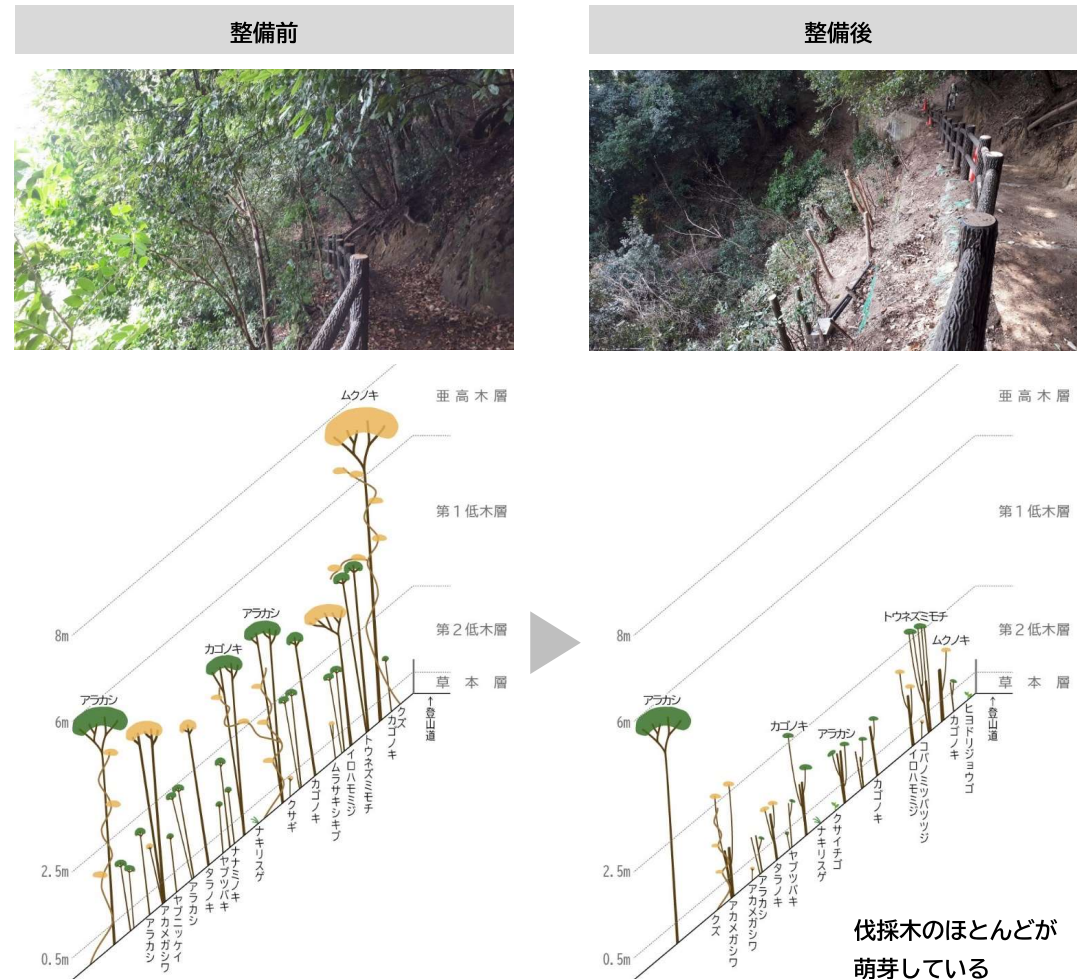 整備前
整備後
ムクノキ
亜高木層
第1低木層
アラカシ
8m
第2低木層
カゴノキ
草本層
アラカシ
6m
↑登山道
クズ
カゴノキ
トウネズミモチ
イロハモミジ
ムラサキシキブ
カゴノキ
クサギ
ナキリスゲ
ナナミノキ
ヤブツバキ
タラノキ
アラカシ
ヤブニッケイ
アカメガシワ
アラカシ
2.5m
0.5m
亜高木層
第1低木層
トウネズミモチ
8m
第2低木層
ムクノキ
草本層
アラカシ
6m
カゴノキ
アラカシ
↑登山道
ヒヨドリジョウゴ
カゴノキ
コバノミツバツツジ
イロハモミジ
カゴノキ
クサイチゴ
ナキリスゲ
ヤブツバキ
タラノキ
アラカシ
アカメガシワ
アカメガシワ
クズ
2.5m
0.5m
伐採木のほとんどが
萌芽している